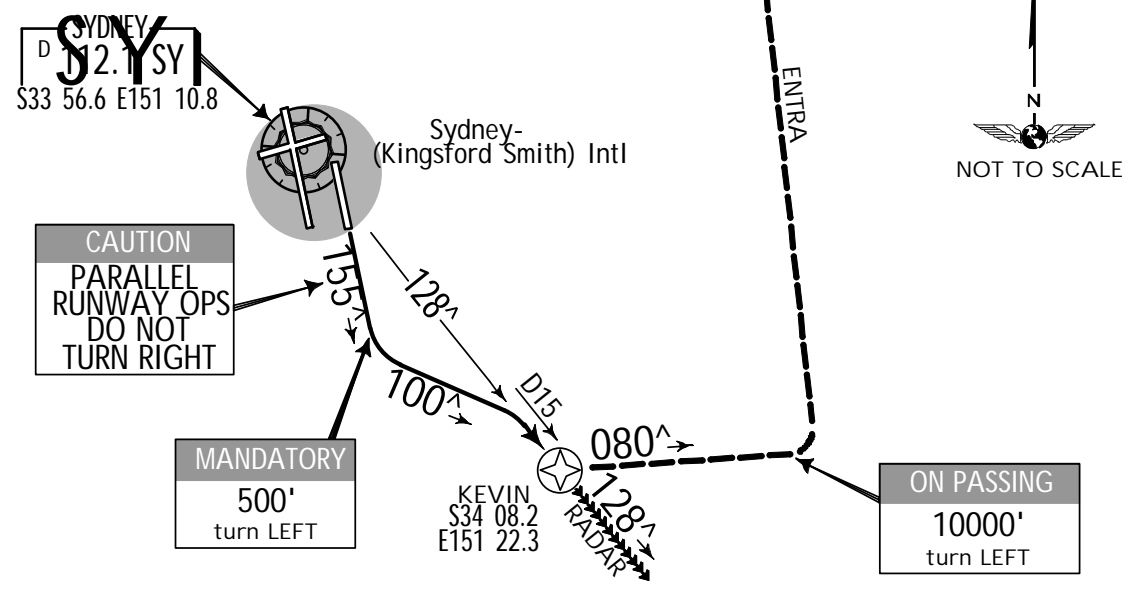 SYDNEY
D 112.1 SY
SY
S33 56.6 E151 10.8
Sydney-
(Kingsford Smith) Intl
ENTRA
N
NOT TO SCALE
CAUTION
PARALLEL
RUNWAY OPS
DO NOT
TURN RIGHT
155^
128^
100^
D15
MANDATORY
500'
turn LEFT
KEVIN
S34 08.2
E151 22.3
080^
128^
RADAR
ON PASSING
10000'
turn LEFT